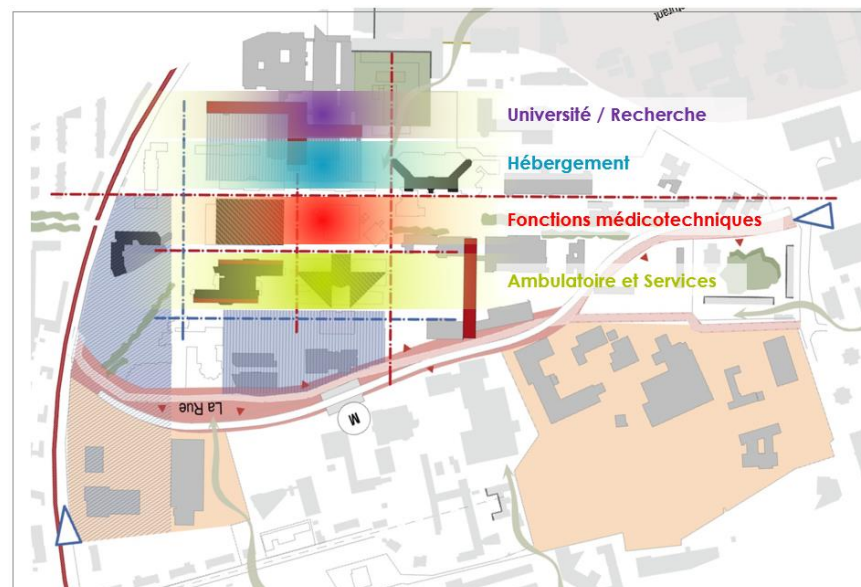 Université / Recherche
Hébergement
Fonctions médicotechniques
Ambulatoire et Services
La Rue
M